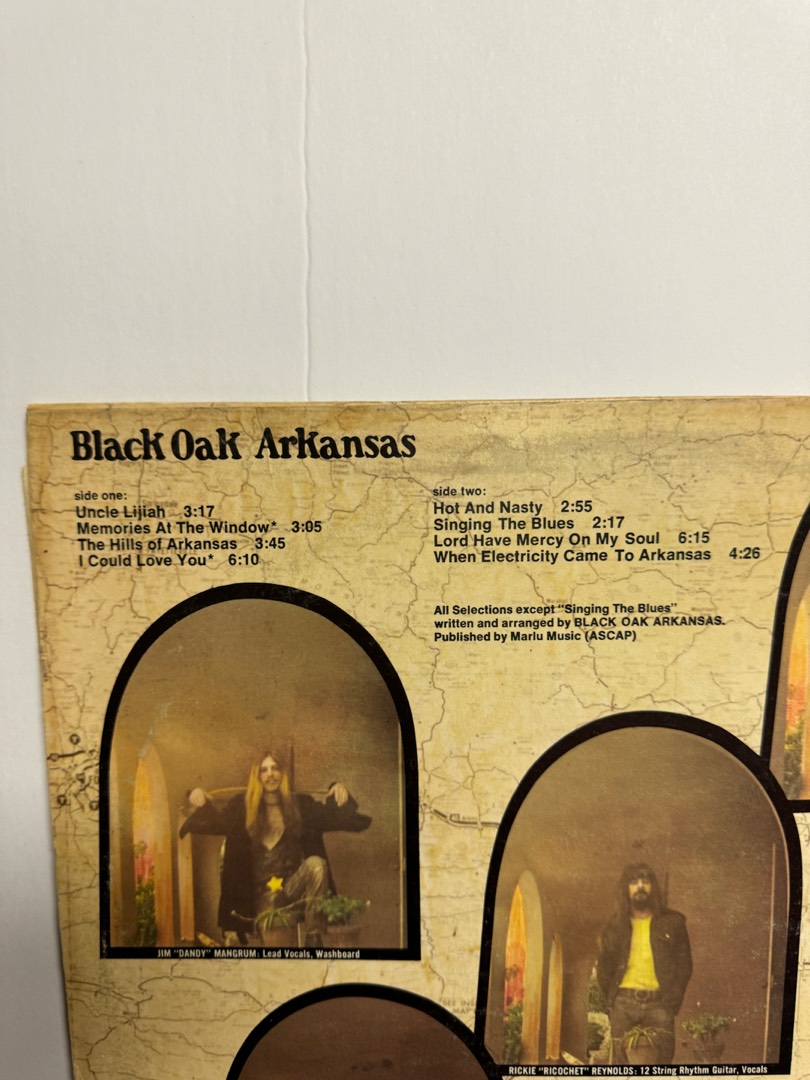 Black Oak Arkansas
side one:
Uncle Lijiah 3:17
Memories At The Window* 3:05
The Hills of Arkansas 3:45
I Could Love You* 6:10
side two:
Hot And Nasty 2:55
Singing The Blues 2:17
Lord Have Mercy On My Soul 6:15
When Electricity Came To Arkansas 4:26
All Selections except "Singing The Blues"
written and arranged by BLACK OAK ARKANSAS.
Published by Marlu Music (ASCAP)
JIM "DANDY" MANGRUM: Lead Vocals, Washboard
RICKIE "RICOCHET" REYNOLDS: 12 String Rhythm Guitar, Vocals